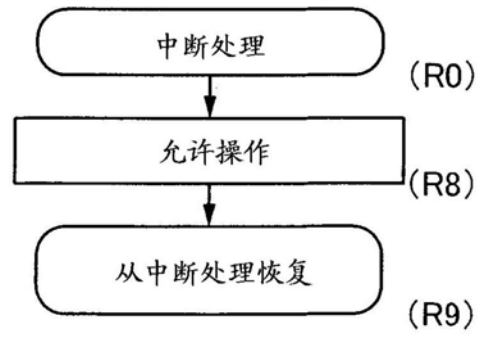 中断处理
(R0)
允许操作
(R8)
从中断处理恢复
(R9)